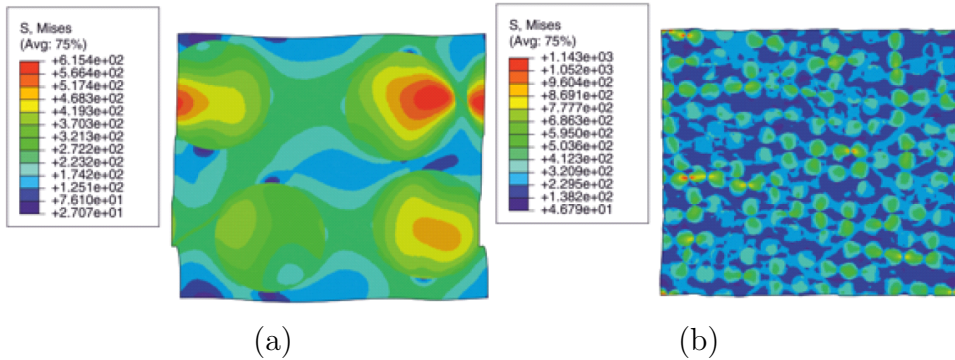 S, Mises
(Avg: 75%)
+6.154e+02
+5.664e+02
+5.174e+02
+4.683e+02
+4.193e+02
+3.703e+02
+3.213e+02
+2.722e+02
+2.232e+02
+1.742e+02
+1.251e+02
+7.610e+01
+2.707e+01
(a)
S, Mises
(Avg: 75%)
+1.143e+03
+1.052e+03
+9.604e+02
+8.691e+02
+7.777e+02
+6.863e+02
+5.950e+02
+5.036e+02
+4.123e+02
+3.209e+02
+2.295e+02
+1.382e+02
+4.679e+01
(b)